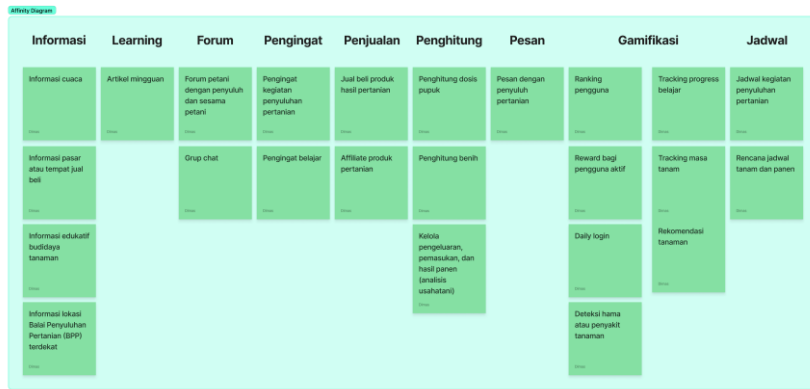 Affinity Diagram
Informasi
Learning
Forum
Pengingat
Penjualan
Penghitung
Pesan
Gamifikasi
Jadwal
Informasi cuaca
Artikel mingguan
Forum petani
dengan penyuluh
dan sesama
petani
Pengingat
kegiatan
penyuluhan
pertanian
Jual beli produk
hasil pertanian
Penghitung dosis
pupuk
Pesan dengan
penyuluh
pertanian
Ranking
pengguna
Tracking progress
belajar
Jadwal kegiatan
penyuluhan
pertanian
Informasi pasar
atau tempat jual
beli
Grup chat
Pengingat belajar
Affiliate produk
pertanian
Penghitung benih
Reward bagi
pengguna aktif
Tracking masa
tanam
Rencana jadwal
tanam dan panen
Informasi edukatif
budidaya
tanaman
Kelola
pengeluaran,
pemasukan, dan
hasil panen
(analisis
usahatani)
Daily login
Rekomendasi
tanaman
Informasi lokasi
Balai Penyuluhan
Pertanian (BPP)
terdekat
Deteksi hama
atau penyakit
tanaman